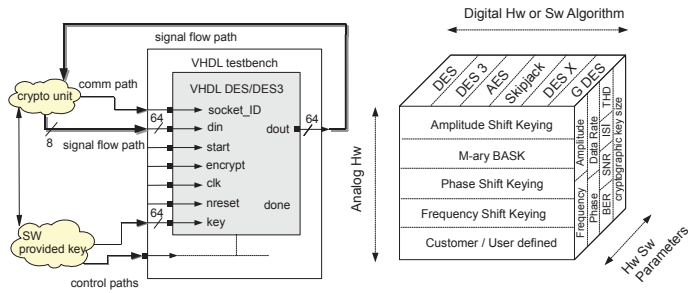 signal flow path
VHDL testbench
comm path
VHDL DES/DES3
crypto unit
64
socket_ID
din
dout
64
8
signal flow path
start
encrypt
clk
nreset
done
64
key
SW
provided key
control paths
Digital Hw or Sw Algorithm
DES
DES 3
AES
Skipjack
DES X
G DES
Analog Hw
Amplitude Shift Keying
M-ary BASK
Phase Shift Keying
Frequency Shift Keying
Customer / User defined
Amplitude
Frequency
Data Rate
Phase
THD
ISI
SNR
BER
cryptographic key size
Hw Sw
Parameters